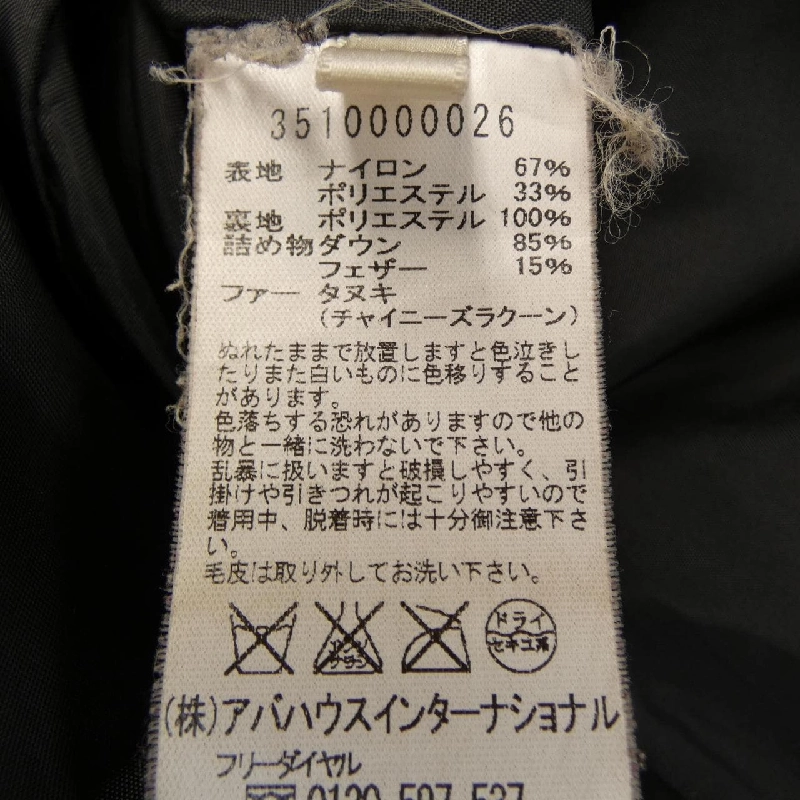 3510000026
表地 ナイロン 67%
ポリエステル 33%
裏地 ポリエステル 100%
詰め物ダウン 85%
フェザー 15%
ファー タヌキ
(チャイニーズラクーン)
ぬれたままで放置しますと色泣きし
たりまた白いものに色移りすること
があります。
色落ちする恐れがありますので他の
物と一緒に洗わないで下さい。
乱暴に扱いますと破損しやすく、引
掛けや引きつれが起こりやすいので
着用中、脱着時には十分御注意下さ
い。
毛皮は取り外してお洗い下さい。
エンソ サラシ
ドライ
セキユ系
(株)アバハウスインターナショナル
フリーダイヤル
0120-597-537